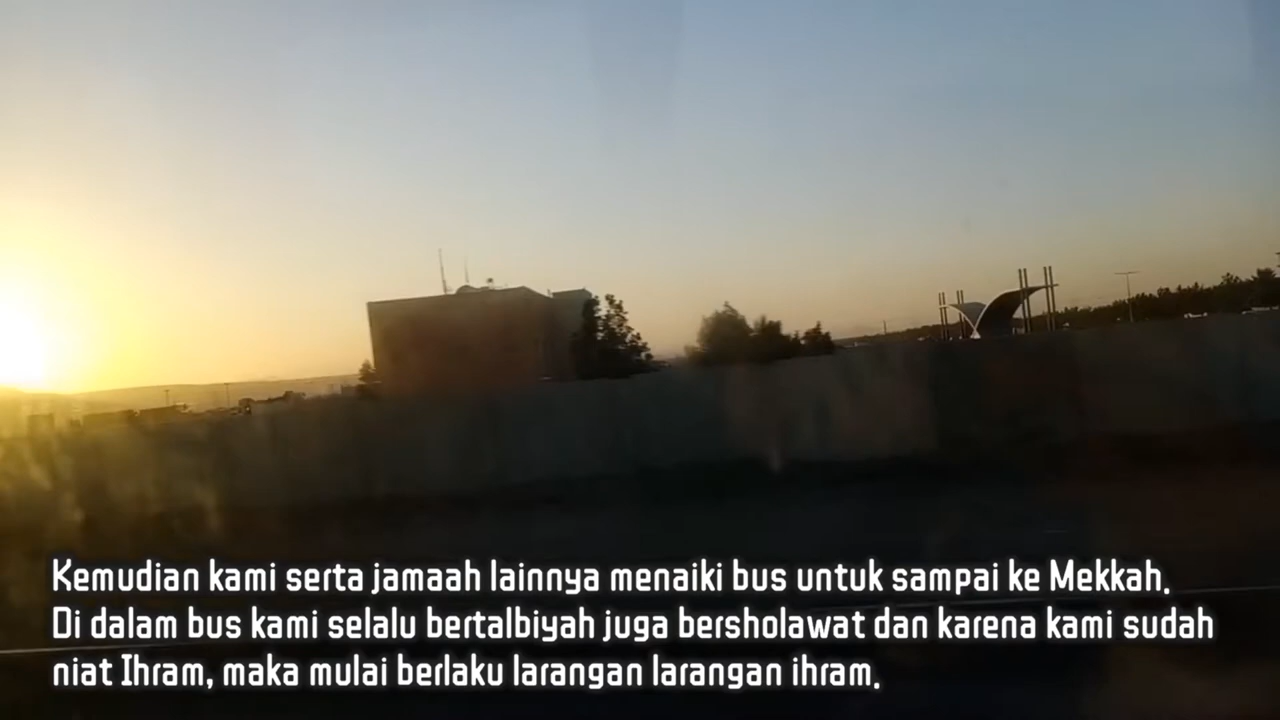 Kemudian kami serta jamaah lainnya menaiki bus untuk sampai ke Mekkah.
Di dalam bus kami selalu bertalbiyah juga bersholawat dan karena kami sudah
niat Ihram, maka mulai berlaku larangan larangan ihram.